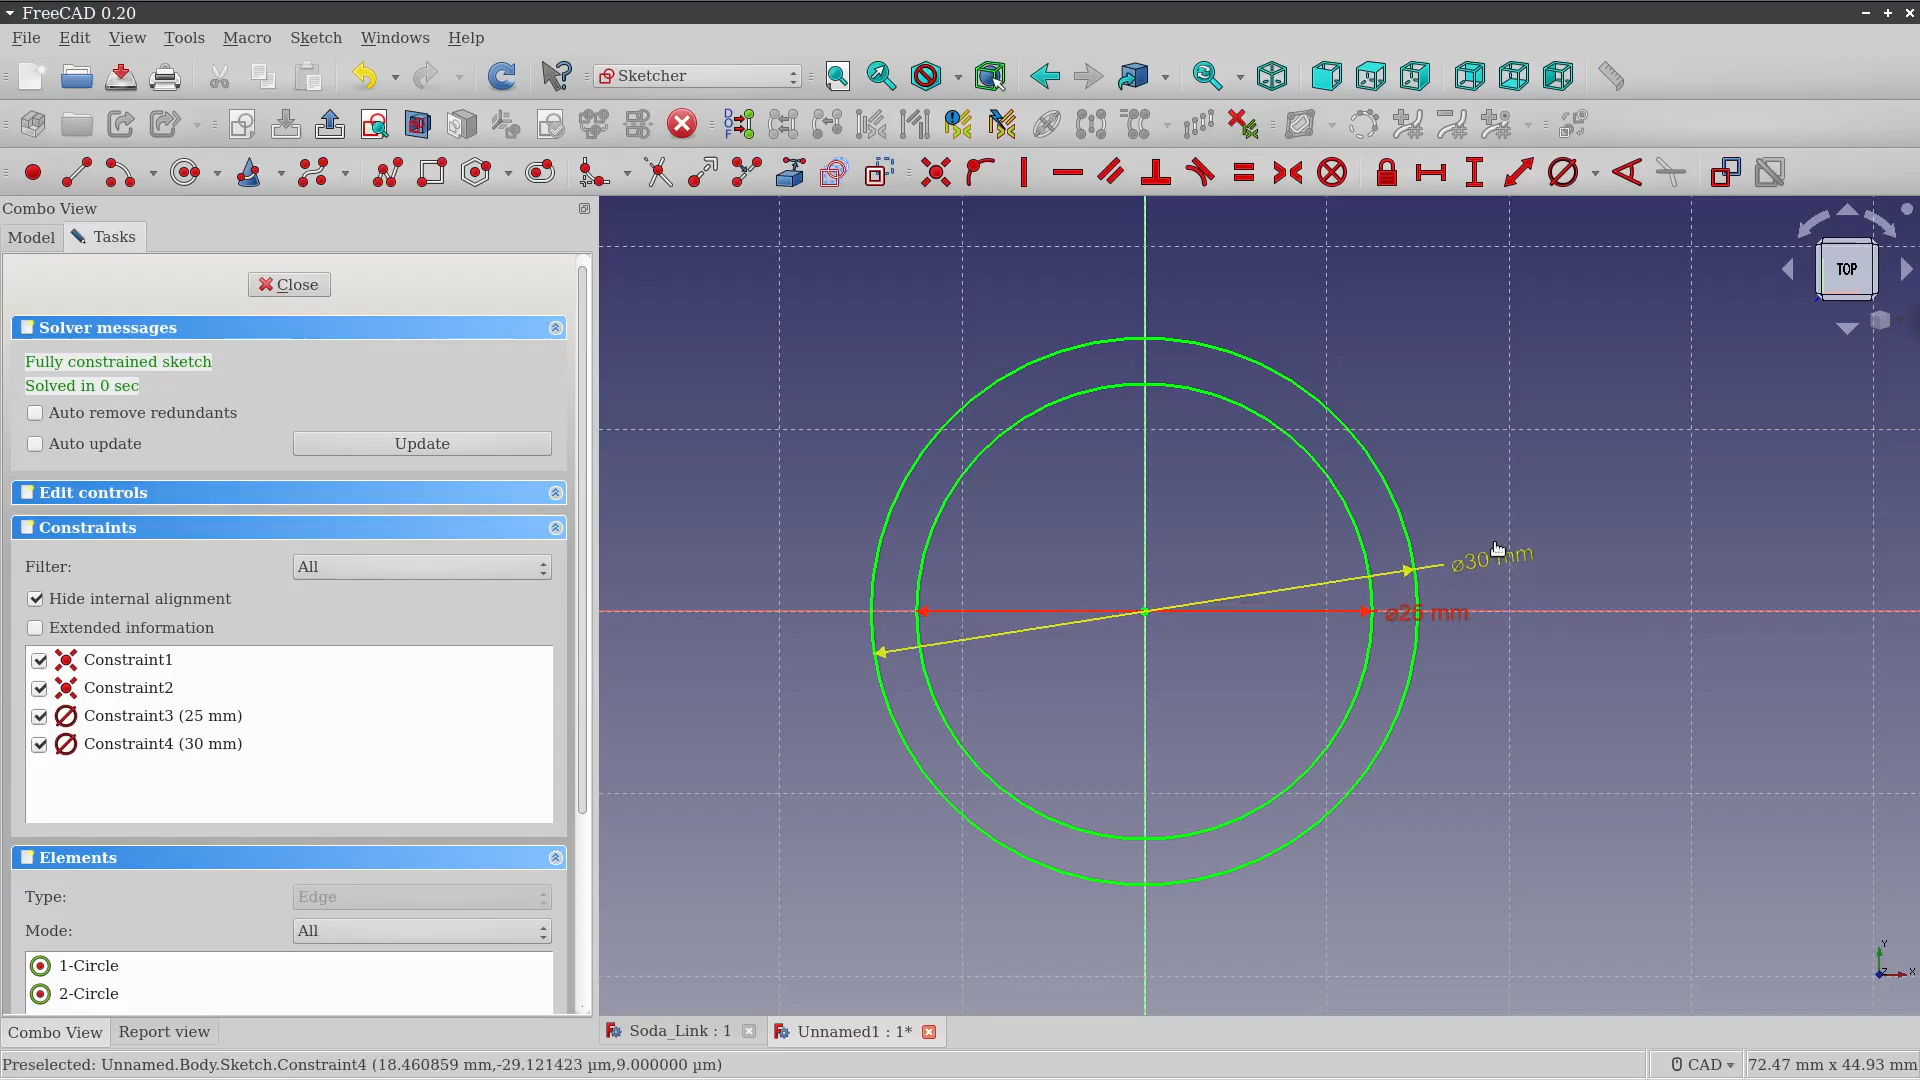 FreeCAD 0.20
File Edit View Tools Macro Sketch Windows Help
Sketcher
Combo View
Model Tasks
Close
Solver messages
Fully constrained sketch
Solved in 0 sec
Auto remove redundants
Auto update Update
Edit controls
Constraints
Filter: All
Hide internal alignment
Extended information
Constraint1
Constraint2
Constraint3 (25 mm)
Constraint4 (30 mm)
Elements
Type: Edge
Mode: All
1-Circle
2-Circle
TOP
⌀30 mm
⌀25 mm
Y
Z X
Combo View Report view
Soda_Link : 1 Unnamed1 : 1*
Preselected: Unnamed.Body.Sketch.Constraint4 (18.460859 mm,-29.121423 µm,9.000000 µm)
CAD 72.47 mm x 44.93 mm